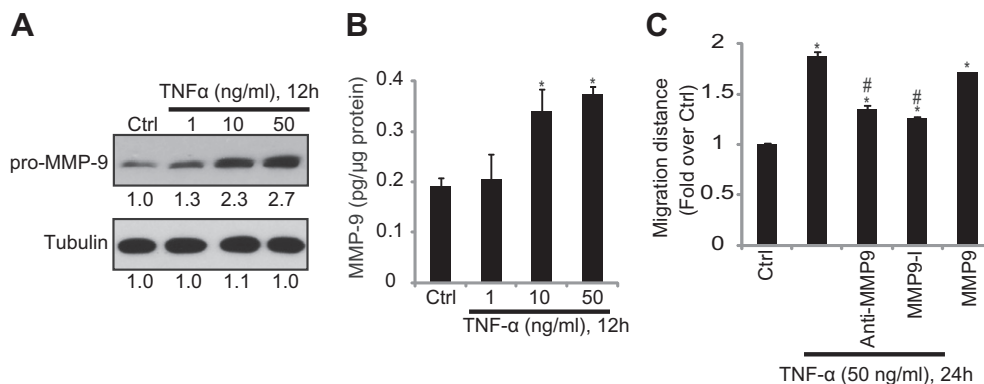 A
TNFα (ng/ml), 12h
Ctrl 1 10 50
pro-MMP-9
1.0 1.3 2.3 2.7
Tubulin
1.0 1.0 1.1 1.0
B
MMP-9 (pg/µg protein)
0.4
0.3
0.2
0.1
0
* *
Ctrl 1 10 50
TNF-α (ng/ml), 12h
C
Migration distance
(Fold over Ctrl)
2
1.5
1
0.5
0
*
#
*
#
*
*
Ctrl
Anti-MMP9
MMP9-I
MMP9
TNF-α (50 ng/ml), 24h